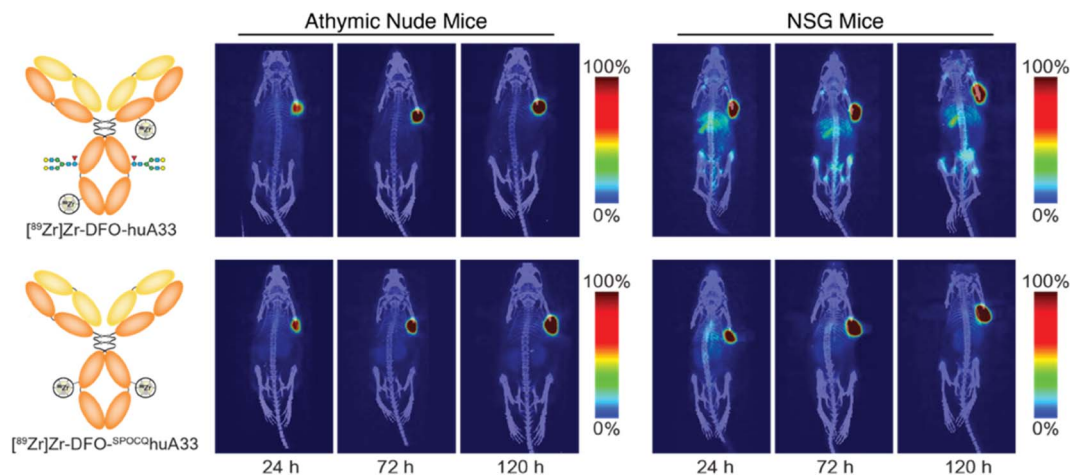 Athymic Nude Mice
NSG Mice
100%
0%
100%
0%
[⁸⁹Zr]Zr-DFO-huA33
100%
0%
100%
0%
[⁸⁹Zr]Zr-DFO-ˢᴾᴼᶜQhuA33
24 h
72 h
120 h
24 h
72 h
120 h